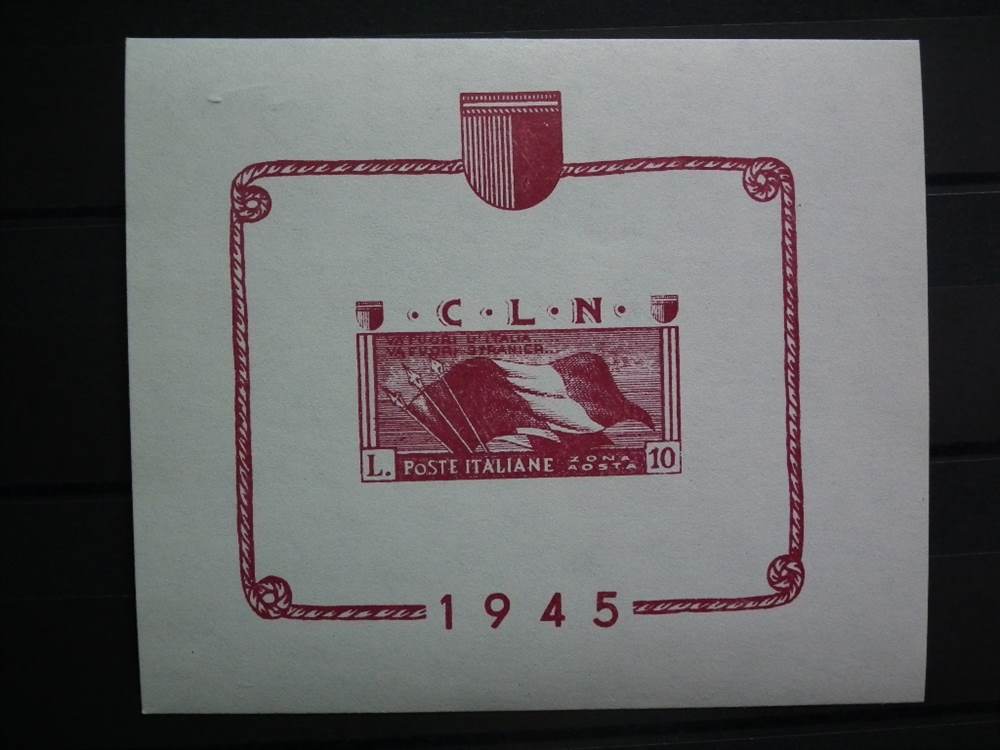 · C · L · N ·
VA FUORI D'ITALIA
VA FUORI STRANIER...
L. POSTE ITALIANE ZONA AOSTA 10
1945